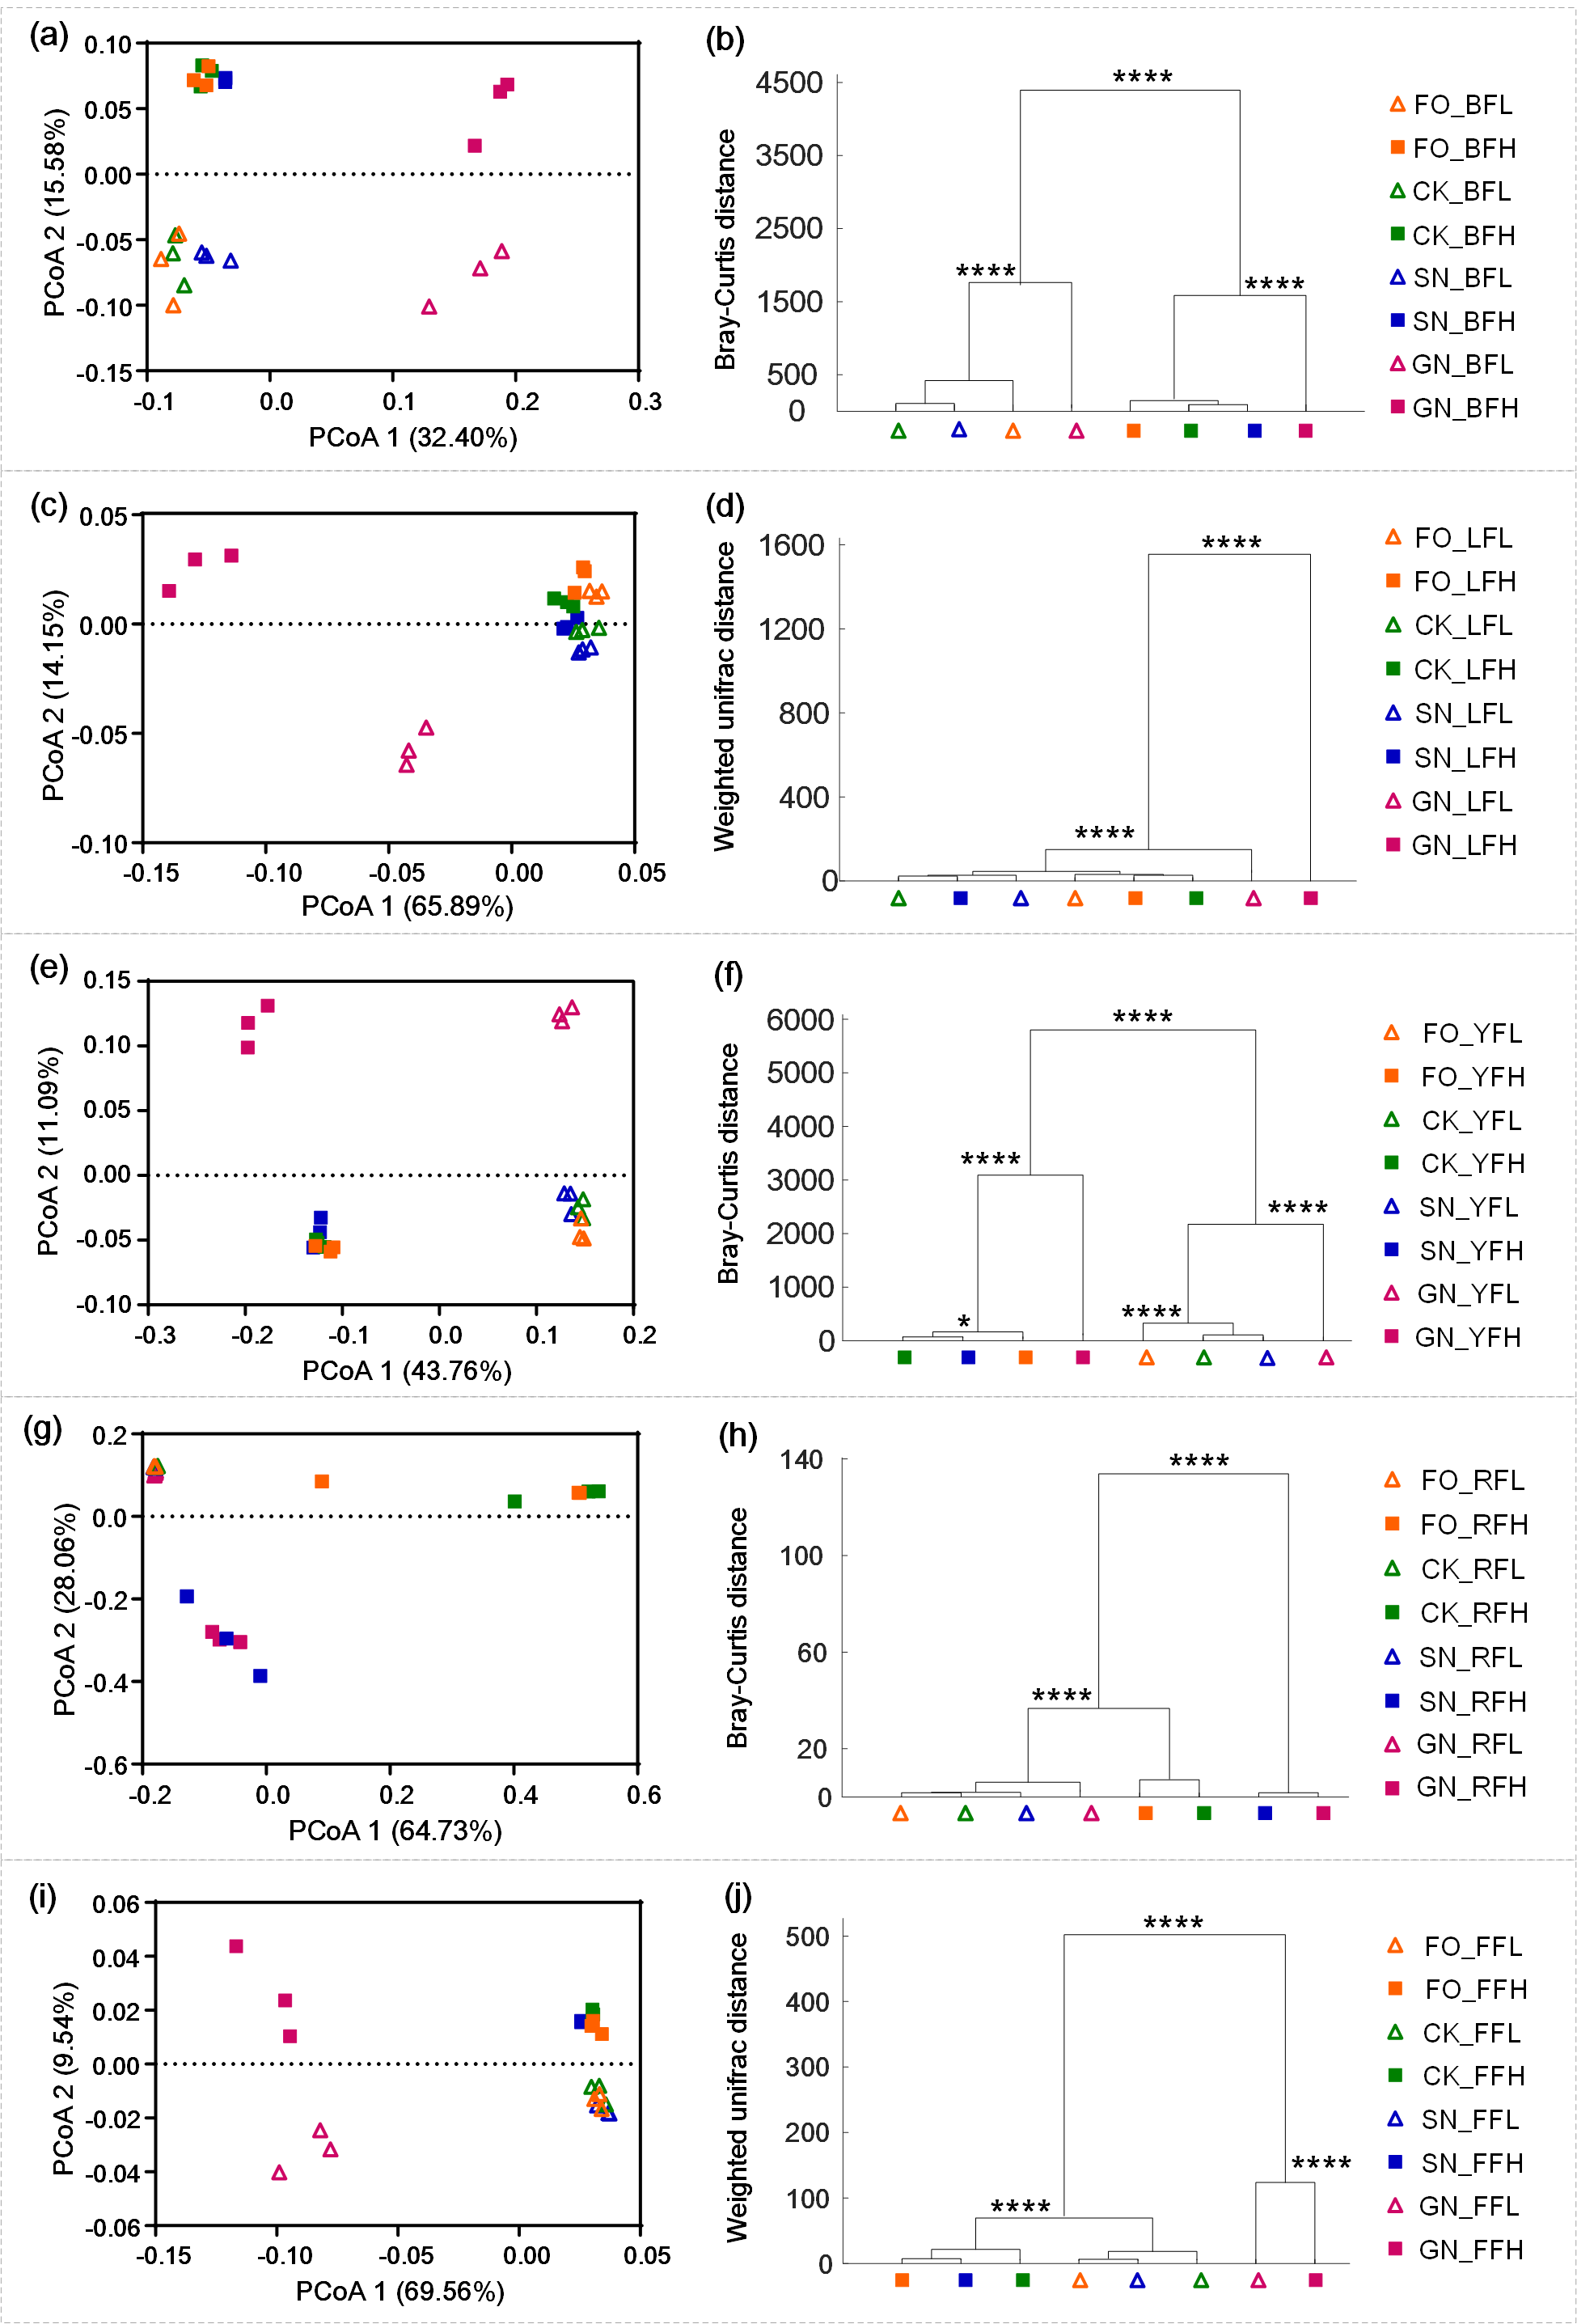 (a)
0.10
0.05
0.00
-0.05
-0.10
-0.15
-0.1
0.0
0.1
0.2
0.3
PCoA 2 (15.58%)
PCoA 1 (32.40%)
(b)
4500
3500
2500
1500
500
0
Bray-Curtis distance
****
****
****
FO_BFL
FO_BFH
CK_BFL
CK_BFH
SN_BFL
SN_BFH
GN_BFL
GN_BFH
(c)
0.05
0.00
-0.05
-0.10
-0.15
-0.10
-0.05
0.00
0.05
PCoA 2 (14.15%)
PCoA 1 (65.89%)
(d)
1600
1200
800
400
0
Weighted unifrac distance
****
****
FO_LFL
FO_LFH
CK_LFL
CK_LFH
SN_LFL
SN_LFH
GN_LFL
GN_LFH
(e)
0.15
0.10
0.05
0.00
-0.05
-0.10
-0.3
-0.2
-0.1
0.0
0.1
0.2
PCoA 2 (11.09%)
PCoA 1 (43.76%)
(f)
6000
5000
4000
3000
2000
1000
0
Bray-Curtis distance
****
****
****
*
****
FO_YFL
FO_YFH
CK_YFL
CK_YFH
SN_YFL
SN_YFH
GN_YFL
GN_YFH
(g)
0.2
0.0
-0.2
-0.4
-0.6
-0.2
0.0
0.2
0.4
0.6
PCoA 2 (28.06%)
PCoA 1 (64.73%)
(h)
140
100
60
20
0
Bray-Curtis distance
****
****
FO_RFL
FO_RFH
CK_RFL
CK_RFH
SN_RFL
SN_RFH
GN_RFL
GN_RFH
(i)
0.06
0.04
0.02
0.00
-0.02
-0.04
-0.06
-0.15
-0.10
-0.05
0.00
0.05
PCoA 2 (9.54%)
PCoA 1 (69.56%)
(j)
500
400
300
200
100
0
Weighted unifrac distance
****
****
****
FO_FFL
FO_FFH
CK_FFL
CK_FFH
SN_FFL
SN_FFH
GN_FFL
GN_FFH